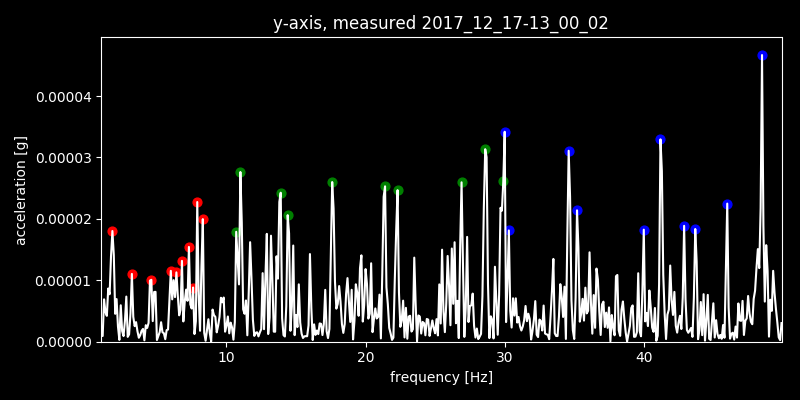 y-axis, measured 2017_12_17-13_00_02
0.00004
0.00003
0.00002
0.00001
0.00000
acceleration [g]
10 20 30 40
frequency [Hz]